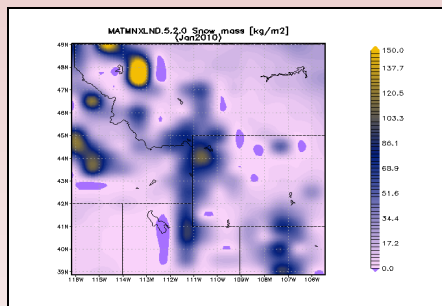 MATMNXLND.5.2.0 Snow mass [kg/m2]
(Jan2010)
49N
48N
47N
46N
45N
44N
43N
42N
41N
40N
39N
116W 115W 114W 113W 112W 111W 110W 109W 108W 107W 106W
150.0
137.7
120.5
103.3
86.1
68.9
51.6
34.4
17.2
0.0